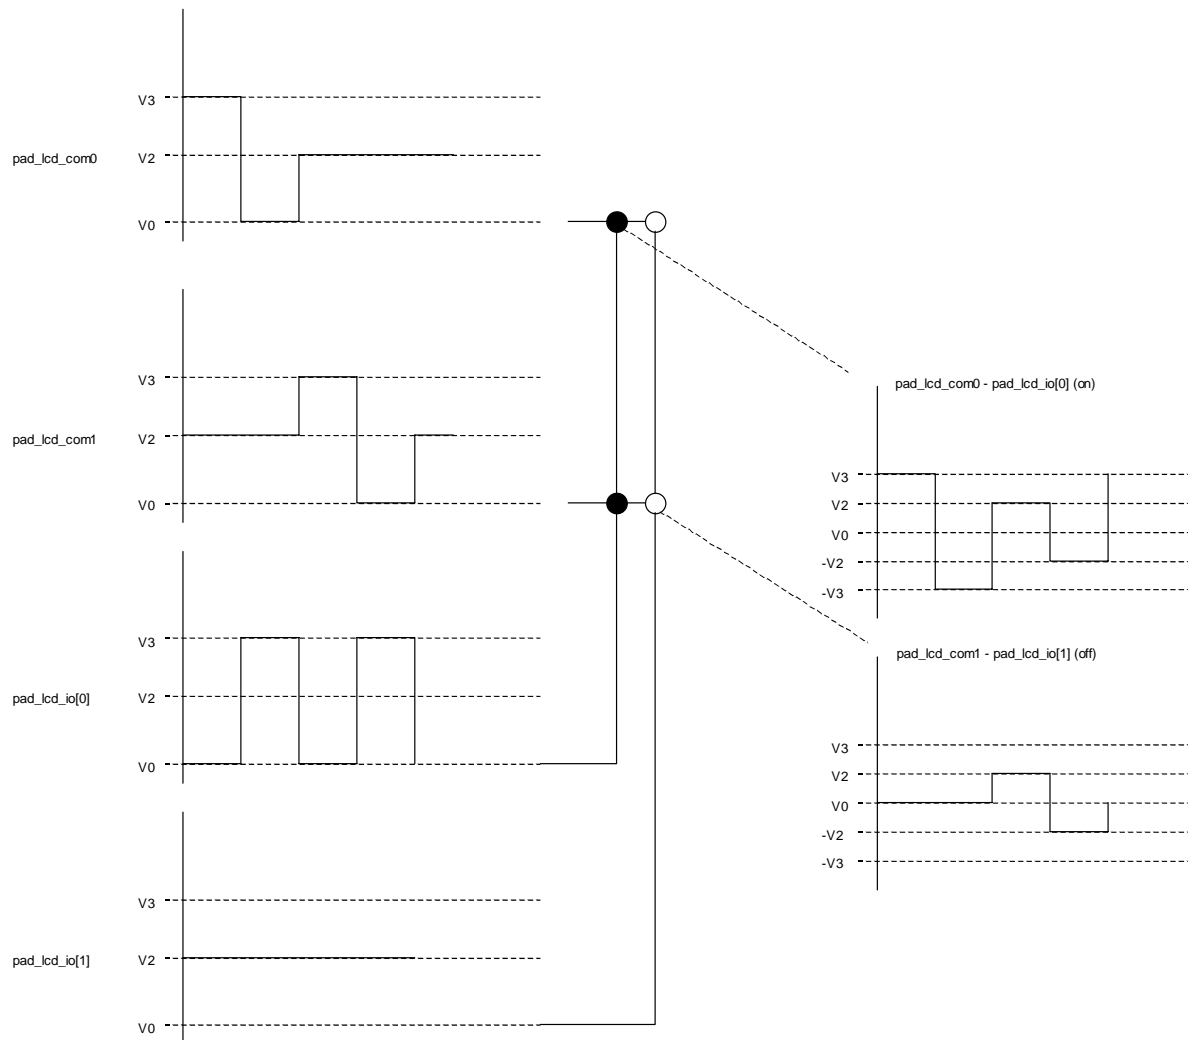 V3
pad_lcd_com0
V2
V0
V3
pad_lcd_com1
V2
V0
V3
pad_lcd_io[0]
V2
V0
V3
pad_lcd_io[1]
V2
V0
pad_lcd_com0 - pad_lcd_io[0] (on)
V3
V2
V0
-V2
-V3
pad_lcd_com1 - pad_lcd_io[1] (off)
V3
V2
V0
-V2
-V3